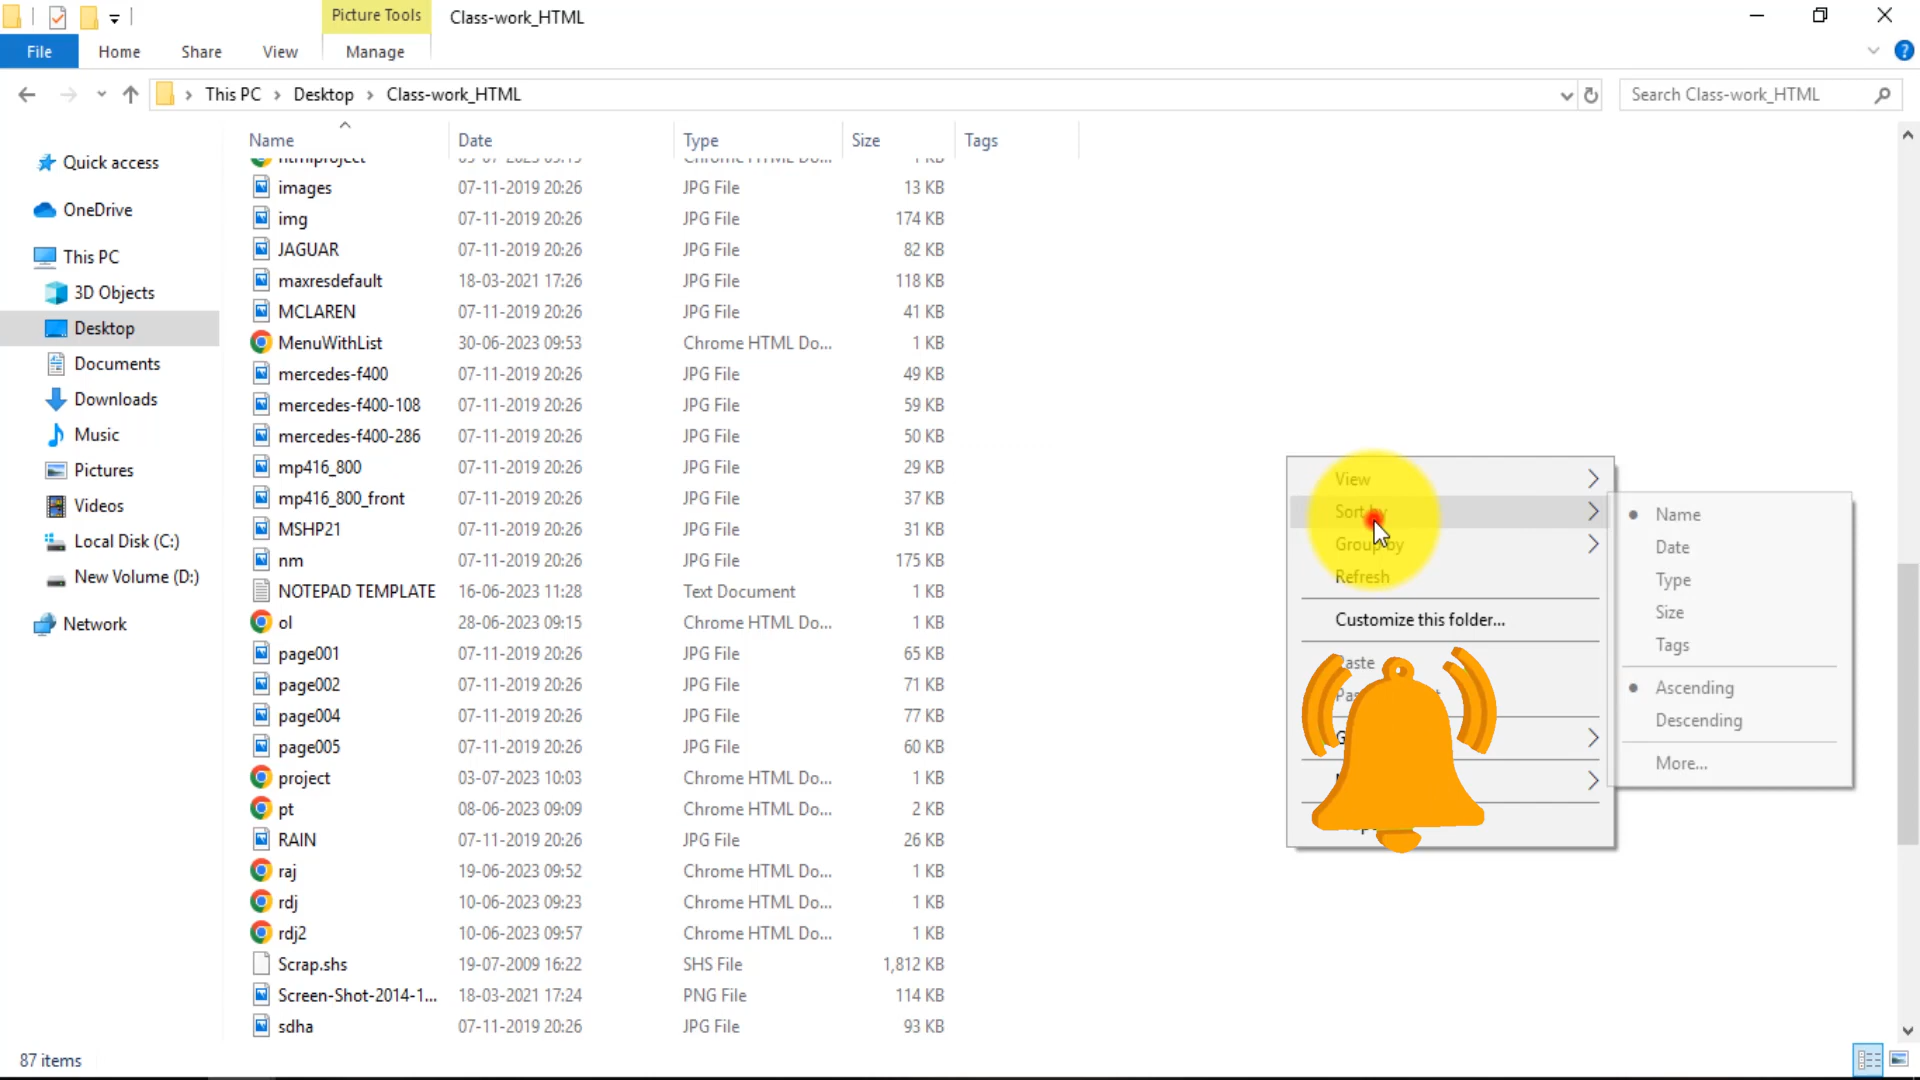 Picture Tools Class-work_HTML
File Home Share View Manage
This PC Desktop Class-work_HTML Search Class-work_HTML
Name Date Type Size Tags
Quick access
OneDrive
This PC
3D Objects
Desktop
Documents
Downloads
Music
Pictures
Videos
Local Disk (C:)
New Volume (D:)
Network
htmlproject
images 07-11-2019 20:26 JPG File 13 KB
img 07-11-2019 20:26 JPG File 174 KB
JAGUAR 07-11-2019 20:26 JPG File 82 KB
maxresdefault 18-03-2021 17:26 JPG File 118 KB
MCLAREN 07-11-2019 20:26 JPG File 41 KB
MenuWithList 30-06-2023 09:53 Chrome HTML Do... 1 KB
mercedes-f400 07-11-2019 20:26 JPG File 49 KB
mercedes-f400-108 07-11-2019 20:26 JPG File 59 KB
mercedes-f400-286 07-11-2019 20:26 JPG File 50 KB
mp416_800 07-11-2019 20:26 JPG File 29 KB
mp416_800_front 07-11-2019 20:26 JPG File 37 KB
MSHP21 07-11-2019 20:26 JPG File 31 KB
nm 07-11-2019 20:26 JPG File 175 KB
NOTEPAD TEMPLATE 16-06-2023 11:28 Text Document 1 KB
ol 28-06-2023 09:15 Chrome HTML Do... 1 KB
page001 07-11-2019 20:26 JPG File 65 KB
page002 07-11-2019 20:26 JPG File 71 KB
page004 07-11-2019 20:26 JPG File 77 KB
page005 07-11-2019 20:26 JPG File 60 KB
project 03-07-2023 10:03 Chrome HTML Do... 1 KB
pt 08-06-2023 09:09 Chrome HTML Do... 2 KB
RAIN 07-11-2019 20:26 JPG File 26 KB
raj 19-06-2023 09:52 Chrome HTML Do... 1 KB
rdj 10-06-2023 09:23 Chrome HTML Do... 1 KB
rdj2 10-06-2023 09:57 Chrome HTML Do... 1 KB
Scrap.shs 19-07-2009 16:22 SHS File 1,812 KB
Screen-Shot-2014-1... 18-03-2021 17:24 PNG File 114 KB
sdha 07-11-2019 20:26 JPG File 93 KB
View
Sort by
Group by
Refresh
Customize this folder...
Name
Date
Type
Size
Tags
Ascending
Descending
More...
87 items